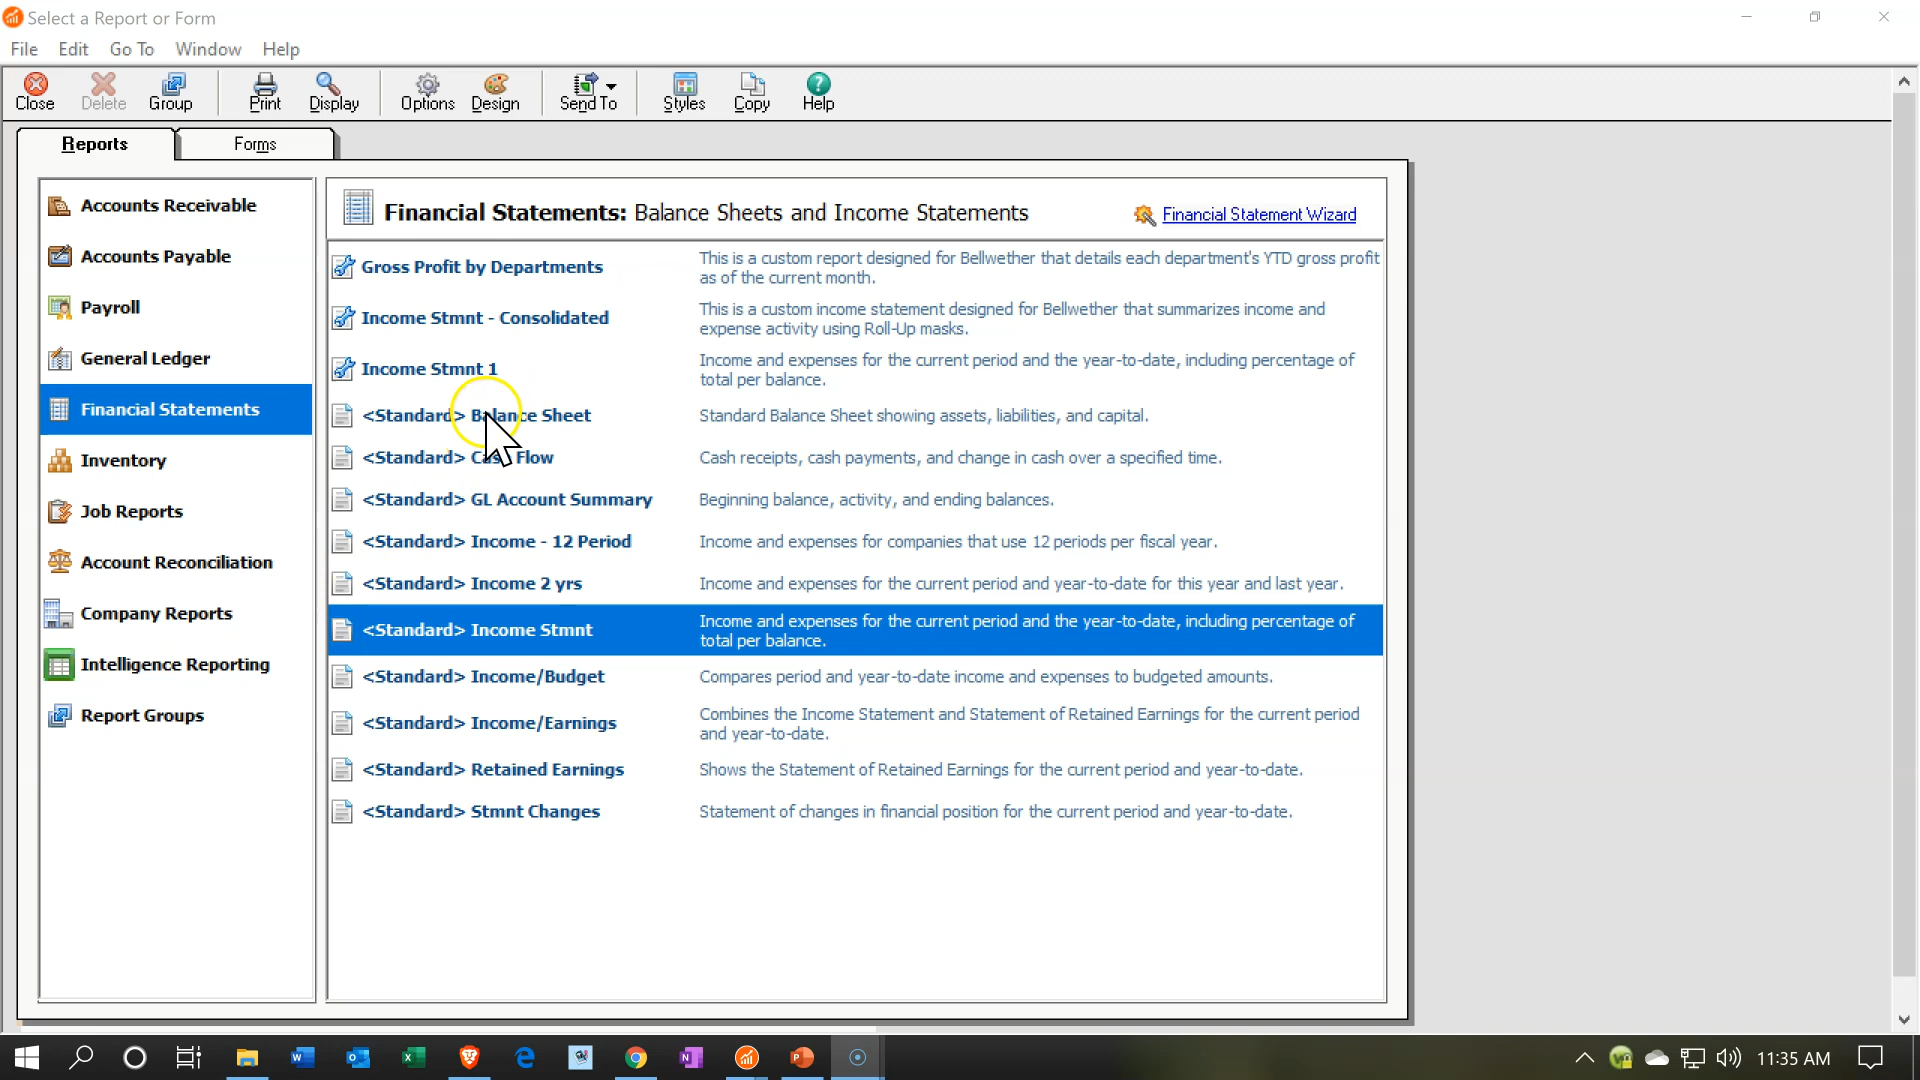 Select a Report or Form
File Edit Go To Window Help
Close Delete Group Print Display Options Design Send To Styles Copy Help
Reports Forms
Accounts Receivable
Accounts Payable
Payroll
General Ledger
Financial Statements
Inventory
Job Reports
Account Reconciliation
Company Reports
Intelligence Reporting
Report Groups
Financial Statements: Balance Sheets and Income Statements
Financial Statement Wizard
Gross Profit by Departments
This is a custom report designed for Bellwether that details each department's YTD gross profit
as of the current month.
Income Stmnt - Consolidated
This is a custom income statement designed for Bellwether that summarizes income and
expense activity using Roll-Up masks.
Income Stmnt 1
Income and expenses for the current period and the year-to-date, including percentage of
total per balance.
<Standard> Balance Sheet
Standard Balance Sheet showing assets, liabilities, and capital.
<Standard> Cash Flow
Cash receipts, cash payments, and change in cash over a specified time.
<Standard> GL Account Summary
Beginning balance, activity, and ending balances.
<Standard> Income - 12 Period
Income and expenses for companies that use 12 periods per fiscal year.
<Standard> Income 2 yrs
Income and expenses for the current period and year-to-date for this year and last year.
<Standard> Income Stmnt
Income and expenses for the current period and the year-to-date, including percentage of
total per balance.
<Standard> Income/Budget
Compares period and year-to-date income and expenses to budgeted amounts.
<Standard> Income/Earnings
Combines the Income Statement and Statement of Retained Earnings for the current period
and year-to-date.
<Standard> Retained Earnings
Shows the Statement of Retained Earnings for the current period and year-to-date.
<Standard> Stmnt Changes
Statement of changes in financial position for the current period and year-to-date.
11:35 AM